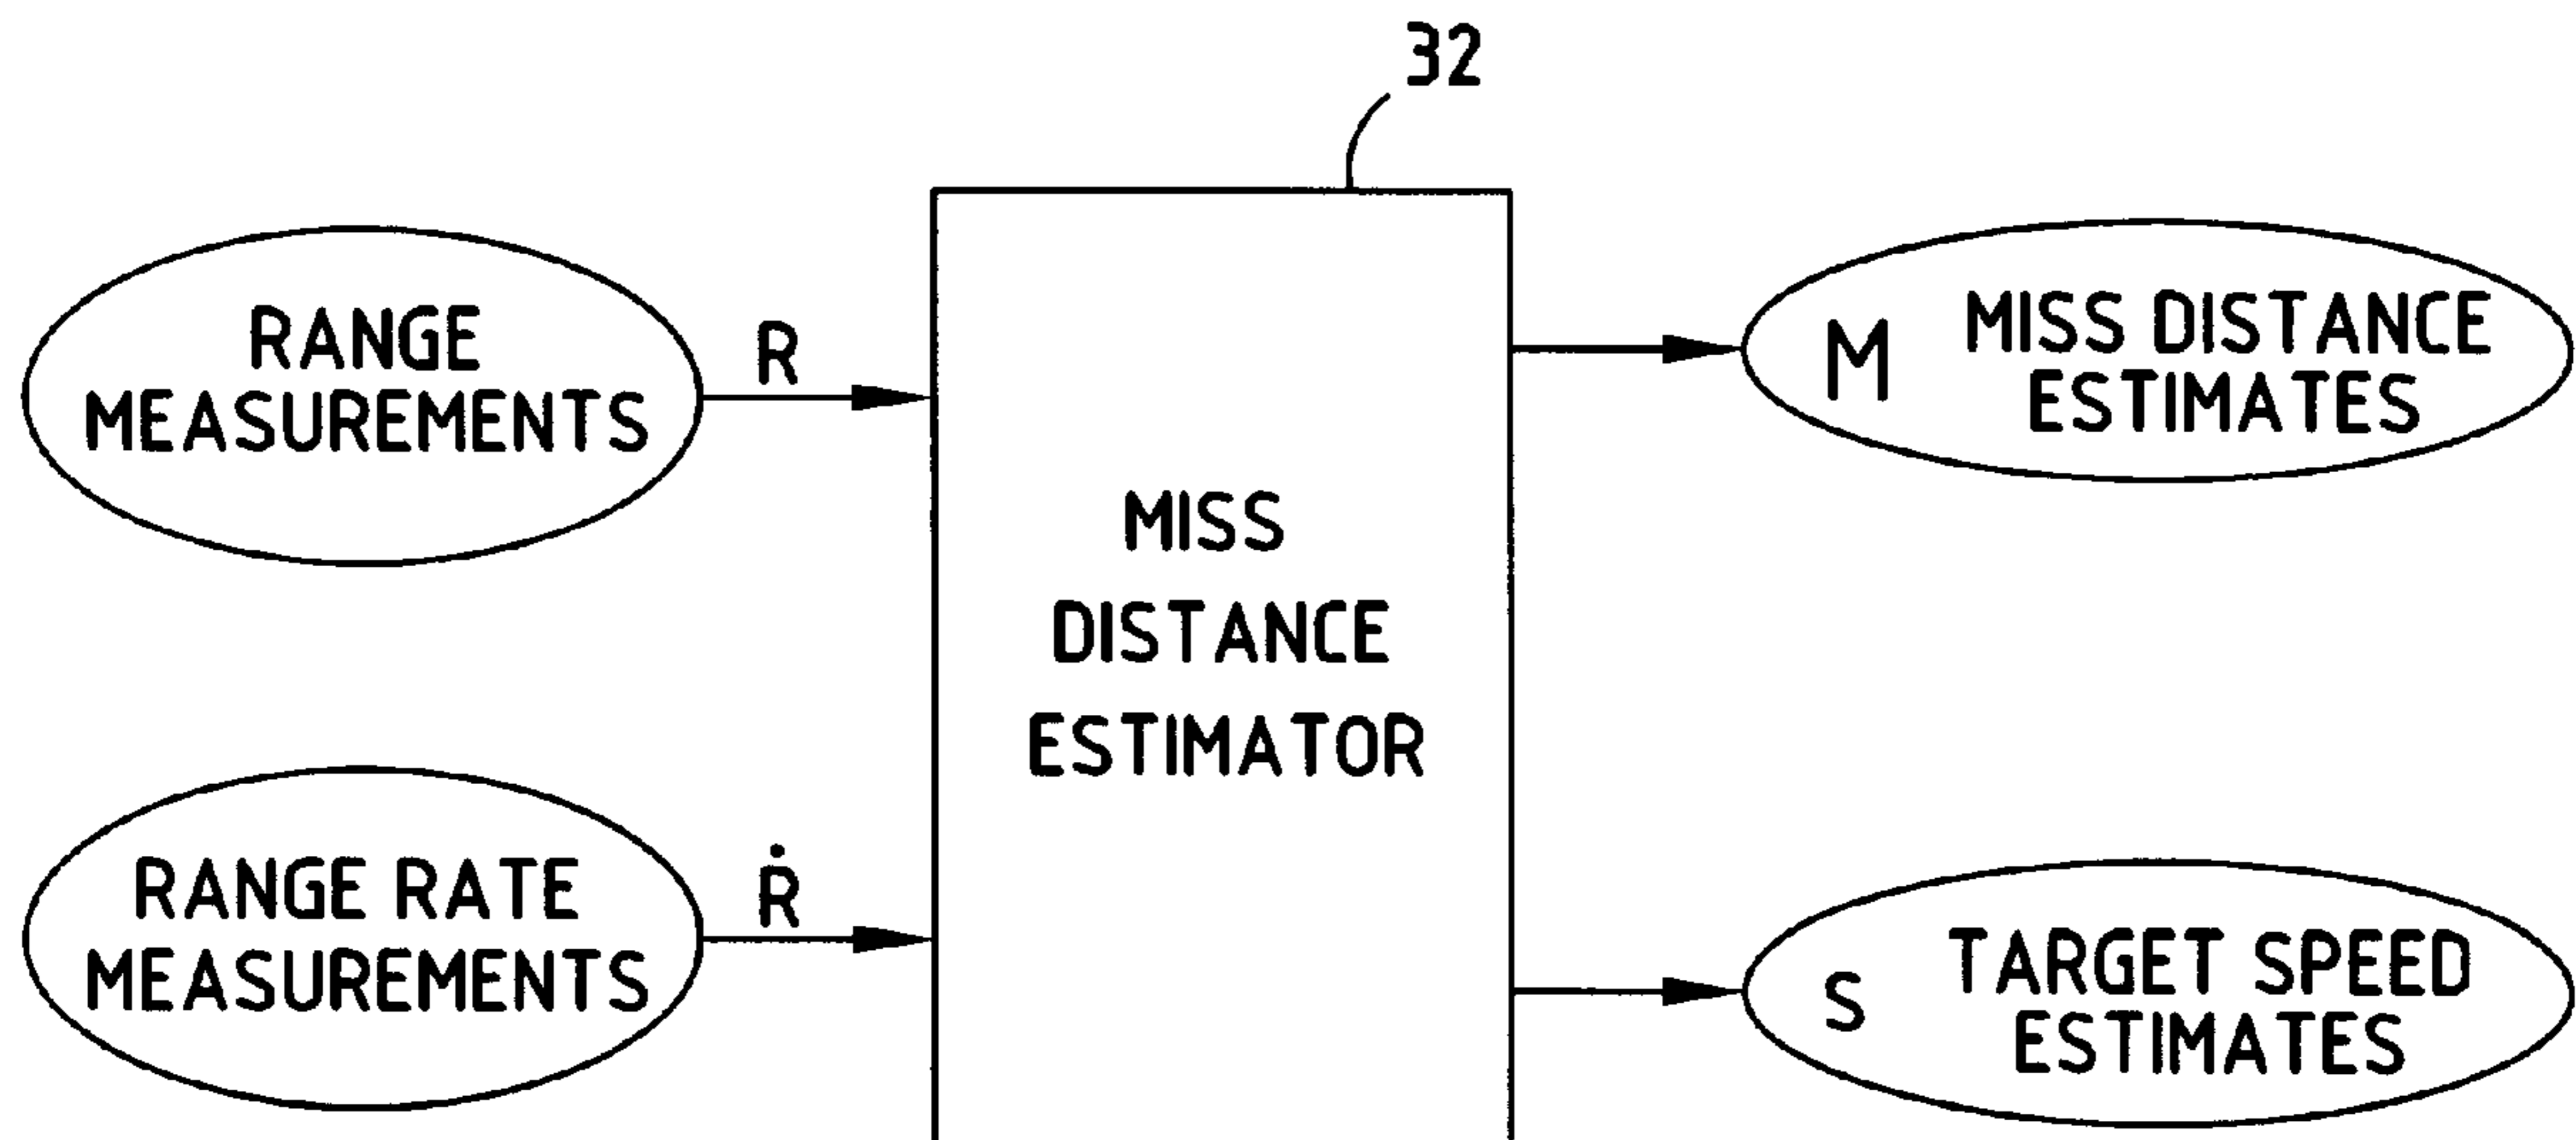 32
RANGE
MEASUREMENTS
R
MISS
DISTANCE
ESTIMATOR
M
MISS DISTANCE
ESTIMATES
RANGE RATE
MEASUREMENTS
Ṙ
S
TARGET SPEED
ESTIMATES